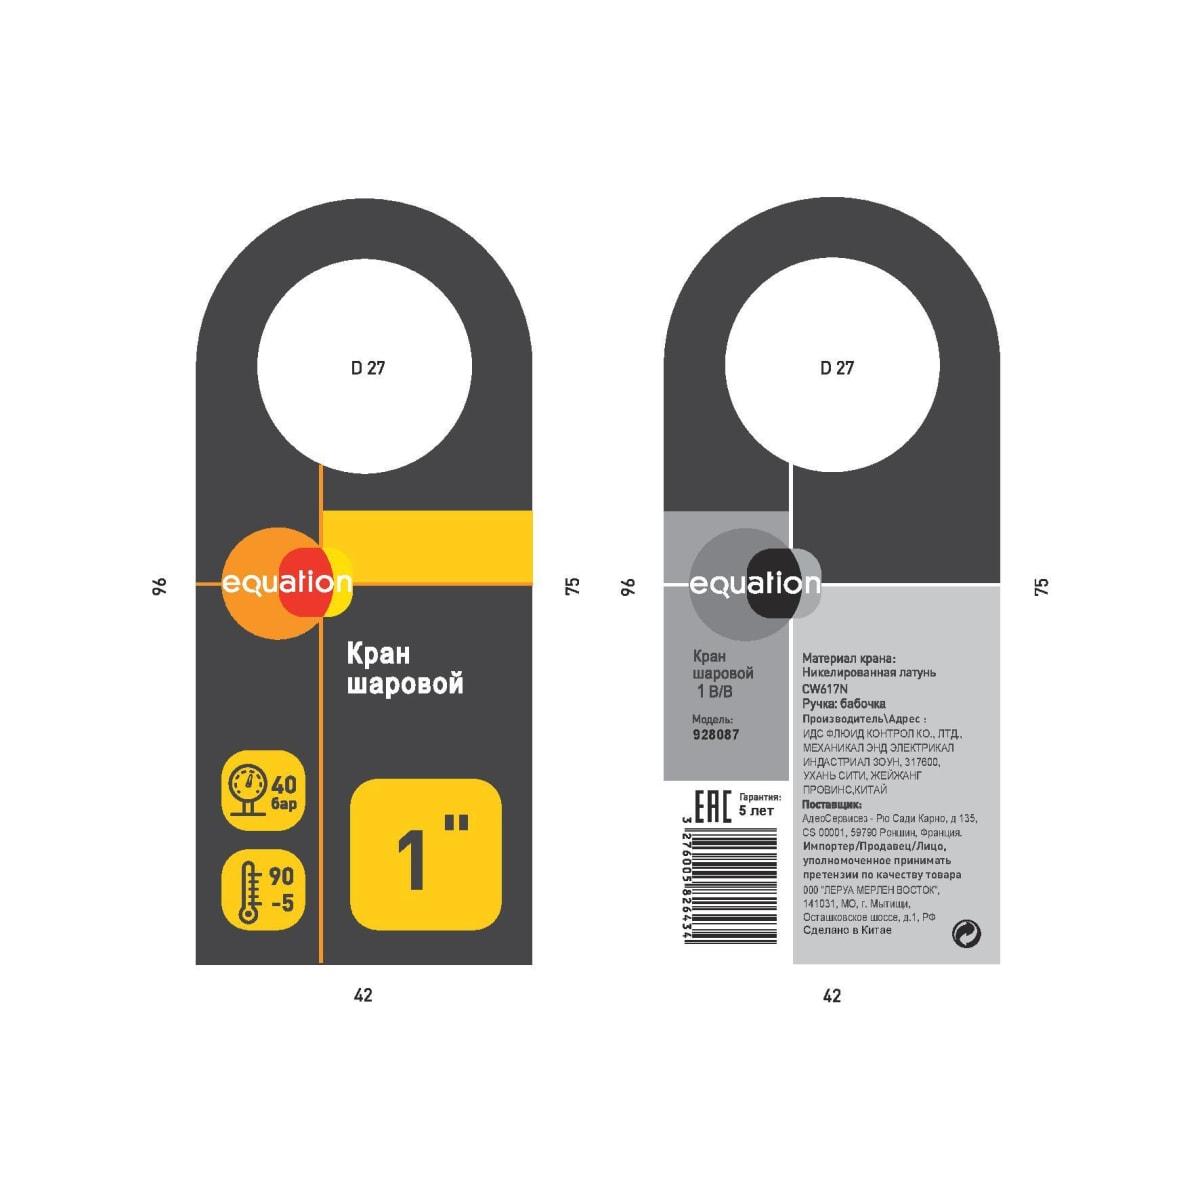 D 27
equation
Кран
шаровой
40
бар
90
-5
1"
96
75
42
D 27
equation
Кран
шаровой
1 В/В
Модель:
928087
EAC
Гарантия:
5 лет
3276005826434
Материал крана:
Никелированная латунь
CW617N
Ручка: бабочка
Производитель\Адрес :
ИДС ФЛЮИД КОНТРОЛ КО., ЛТД.,
МЕХАНИКАЛ ЭНД ЭЛЕКТРИКАЛ
ИНДАСТРИАЛ ЗОУН, 317600,
УХАНЬ СИТИ, ЖЕЙЖАНГ
ПРОВИНС,КИТАЙ
Поставщик:
АдеоСервисез - Рю Сади Карно, д 135,
CS 00001, 59790 Роншин, Франция.
Импортер/Продавец/Лицо,
уполномоченное принимать
претензии по качеству товара
ООО "ЛЕРУА МЕРЛЕН ВОСТОК",
141031, МО, г. Мытищи,
Осташковское шоссе, д.1, РФ
Сделано в Китае
96
75
42